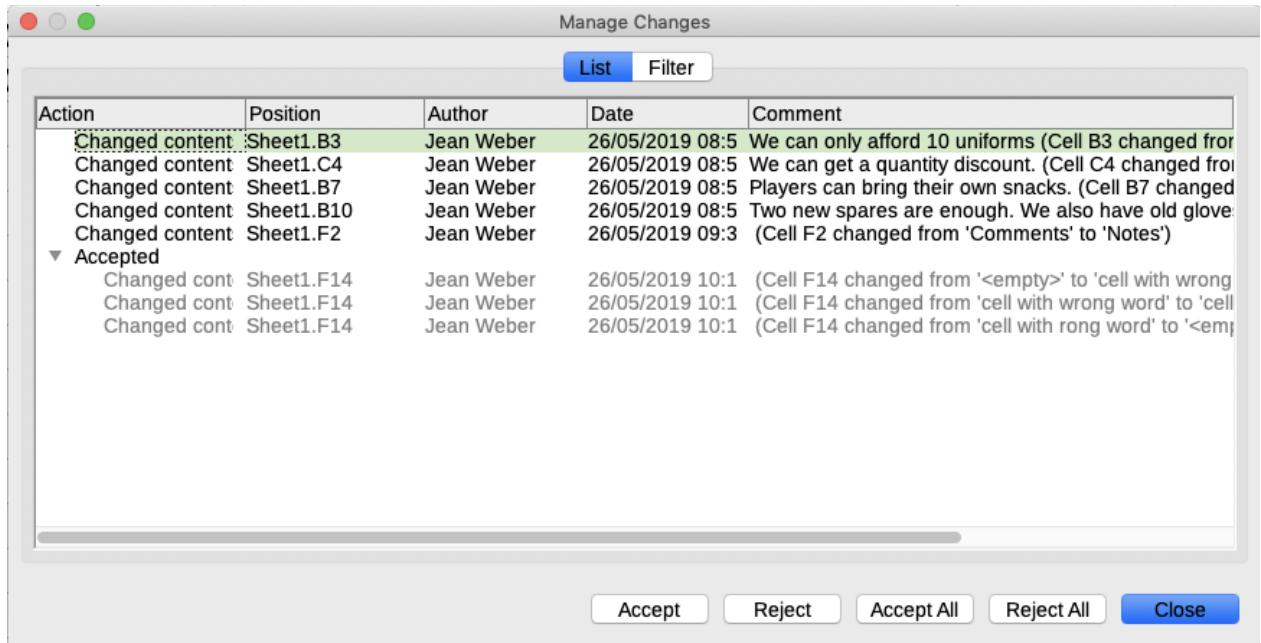 Manage Changes
List Filter
Action Position Author Date Comment
Changed content Sheet1.B3 Jean Weber 26/05/2019 08:5 We can only afford 10 uniforms (Cell B3 changed
Changed content Sheet1.C4 Jean Weber 26/05/2019 08:5 We can get a quantity discount. (Cell C4 changed
Changed content Sheet1.B7 Jean Weber 26/05/2019 08:5 Players can bring their own snacks. (Cell B7 changed
Changed content Sheet1.B10 Jean Weber 26/05/2019 08:5 Two new spares are enough. We also have old glove
Changed content Sheet1.F2 Jean Weber 26/05/2019 09:3 (Cell F2 changed from 'Comments' to 'Notes')
Accepted
Changed cont Sheet1.F14 Jean Weber 26/05/2019 10:1 (Cell F14 changed from '<empty>' to 'cell with wrong
Changed cont Sheet1.F14 Jean Weber 26/05/2019 10:1 (Cell F14 changed from 'cell with wrong word' to 'cell
Changed cont Sheet1.F14 Jean Weber 26/05/2019 10:1 (Cell F14 changed from 'cell with rong word' to
Accept Reject Accept All Reject All Close